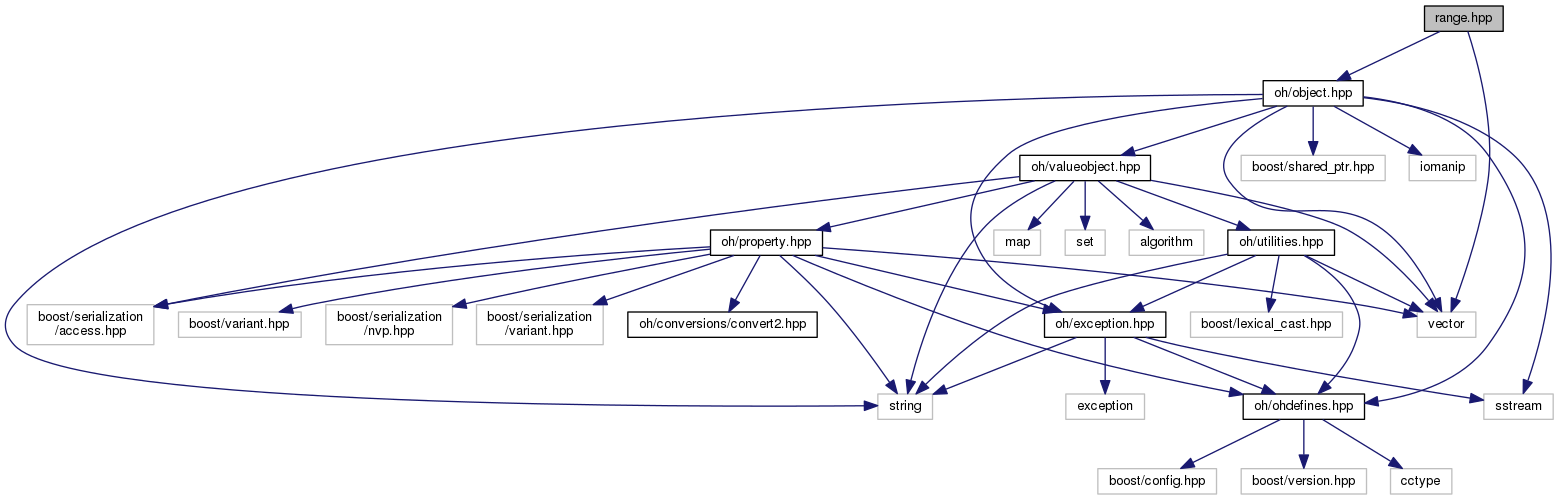 range.hpp
oh/object.hpp
oh/valueobject.hpp
boost/shared_ptr.hpp
iomanip
oh/property.hpp
map
set
algorithm
oh/utilities.hpp
boost/serialization
/access.hpp
boost/variant.hpp
boost/serialization
/nvp.hpp
boost/serialization
/variant.hpp
oh/conversions/convert2.hpp
oh/exception.hpp
boost/lexical_cast.hpp
vector
string
exception
oh/ohdefines.hpp
sstream
boost/config.hpp
boost/version.hpp
cctype